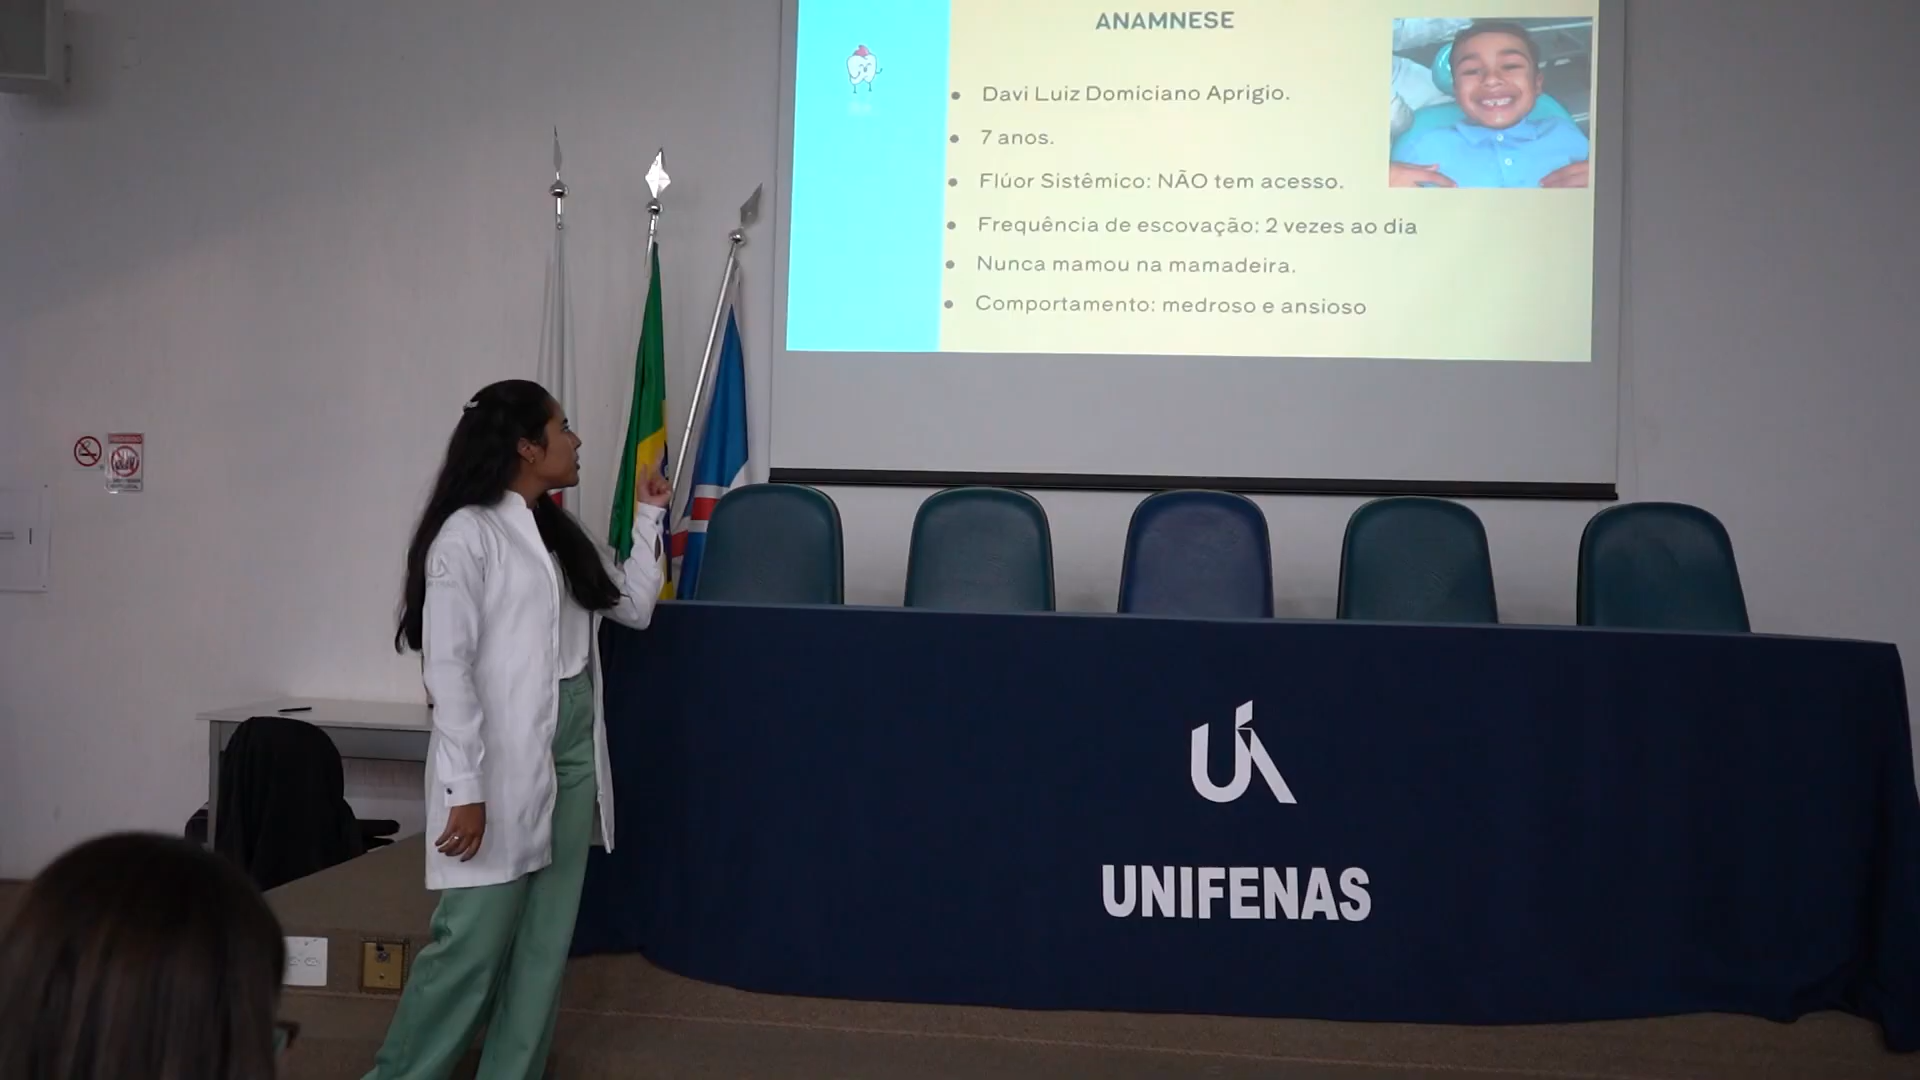 ANAMNESE
Davi Luiz Domiciano Aprigio.
7 anos.
Flúor Sistêmico: NÃO tem acesso.
Frequência de escovação: 2 vezes ao dia
Nunca mamou na mamadeira.
Comportamento: medroso e ansioso
UNIFENAS